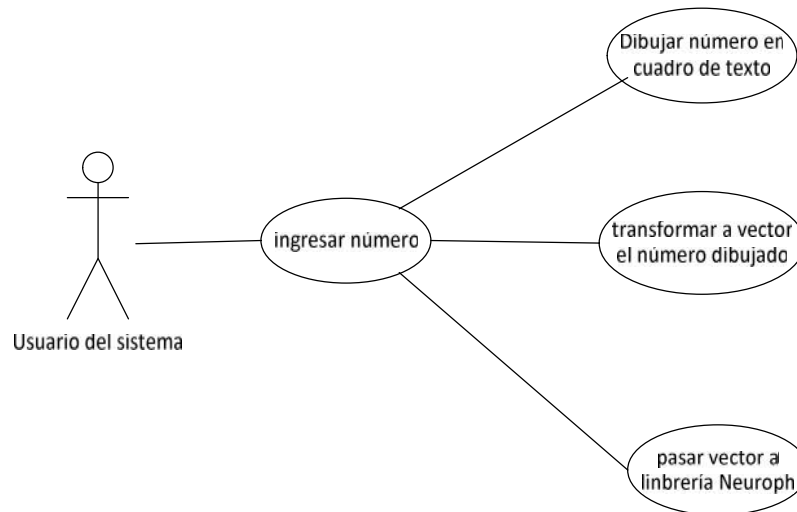 Dibujar número en
cuadro de texto
ingresar número
transformar a vector
el número dibujado
Usuario del sistema
pasar vector a
linbrería Neuroph